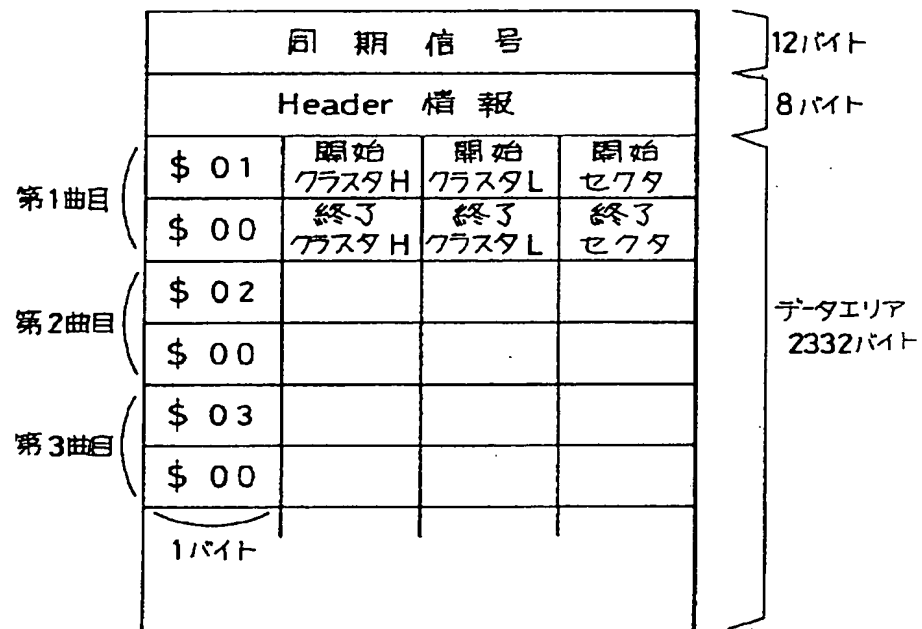 同期信号
12バイト
Header 情報
8バイト
第1曲目
$ 01
開始
クラスタ H
開始
クラスタ L
開始
セクタ
$ 00
終了
クラスタ H
終了
クラスタ L
終了
セクタ
第2曲目
$ 02
$ 00
データエリア
2332バイト
第3曲目
$ 03
$ 00
1バイト